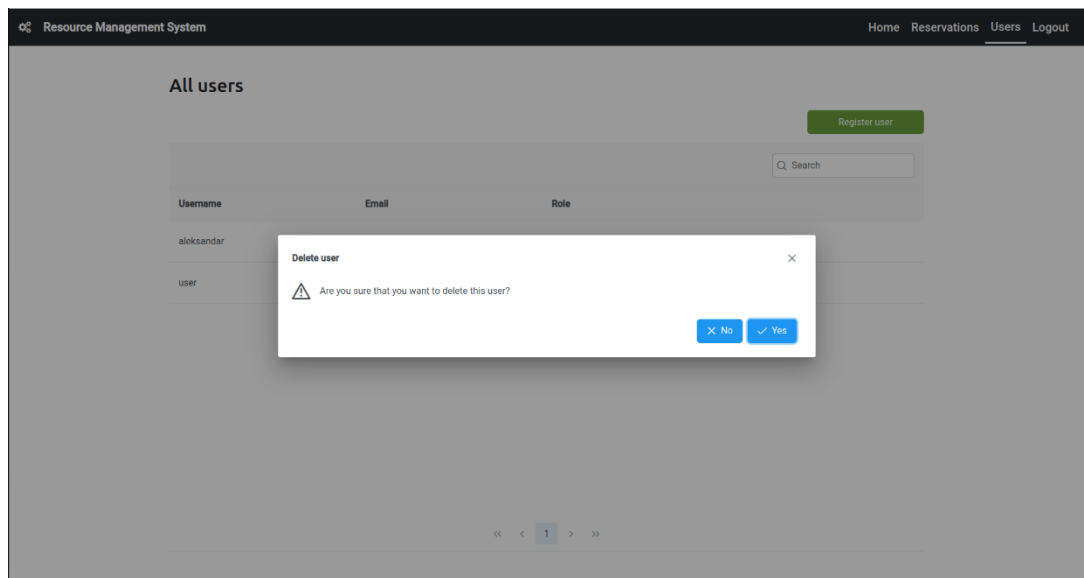 Resource Management System Home Reservations Users Logout
All users
Register user
Search
Username Email Role
aleksandar
Delete user
user
Are you sure that you want to delete this user?
No Yes
1